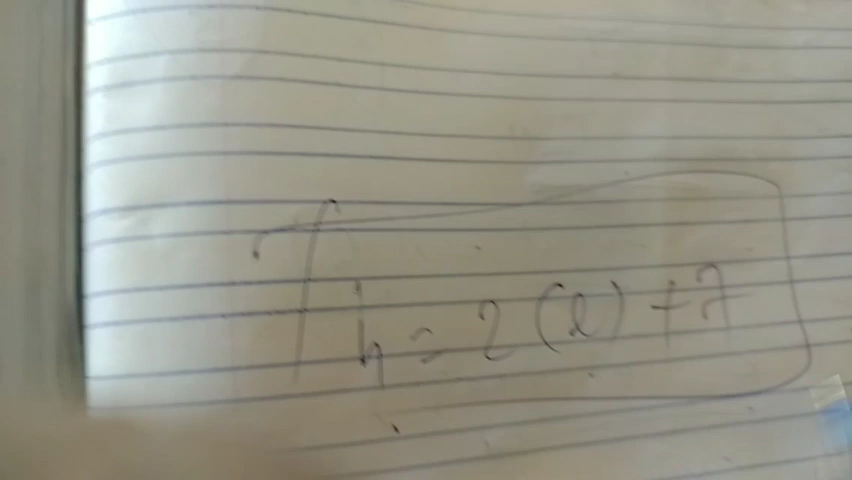 h = 2 (l) + 7